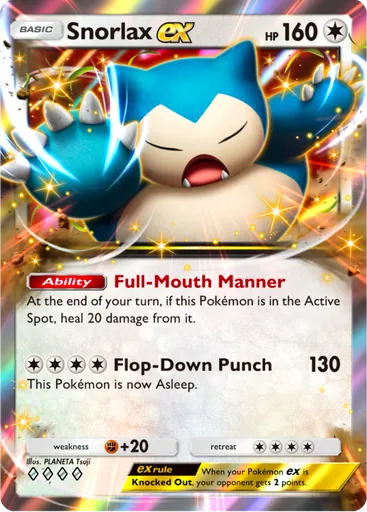 BASIC Snorlax ex HP 160
Ability Full-Mouth Manner
At the end of your turn, if this Pokémon is in the Active
Spot, heal 20 damage from it.
Flop-Down Punch 130
This Pokémon is now Asleep.
weakness +20 retreat
Illus. PLANETA Tsuji
ex rule When your Pokémon ex is
Knocked Out, your opponent gets 2 points.